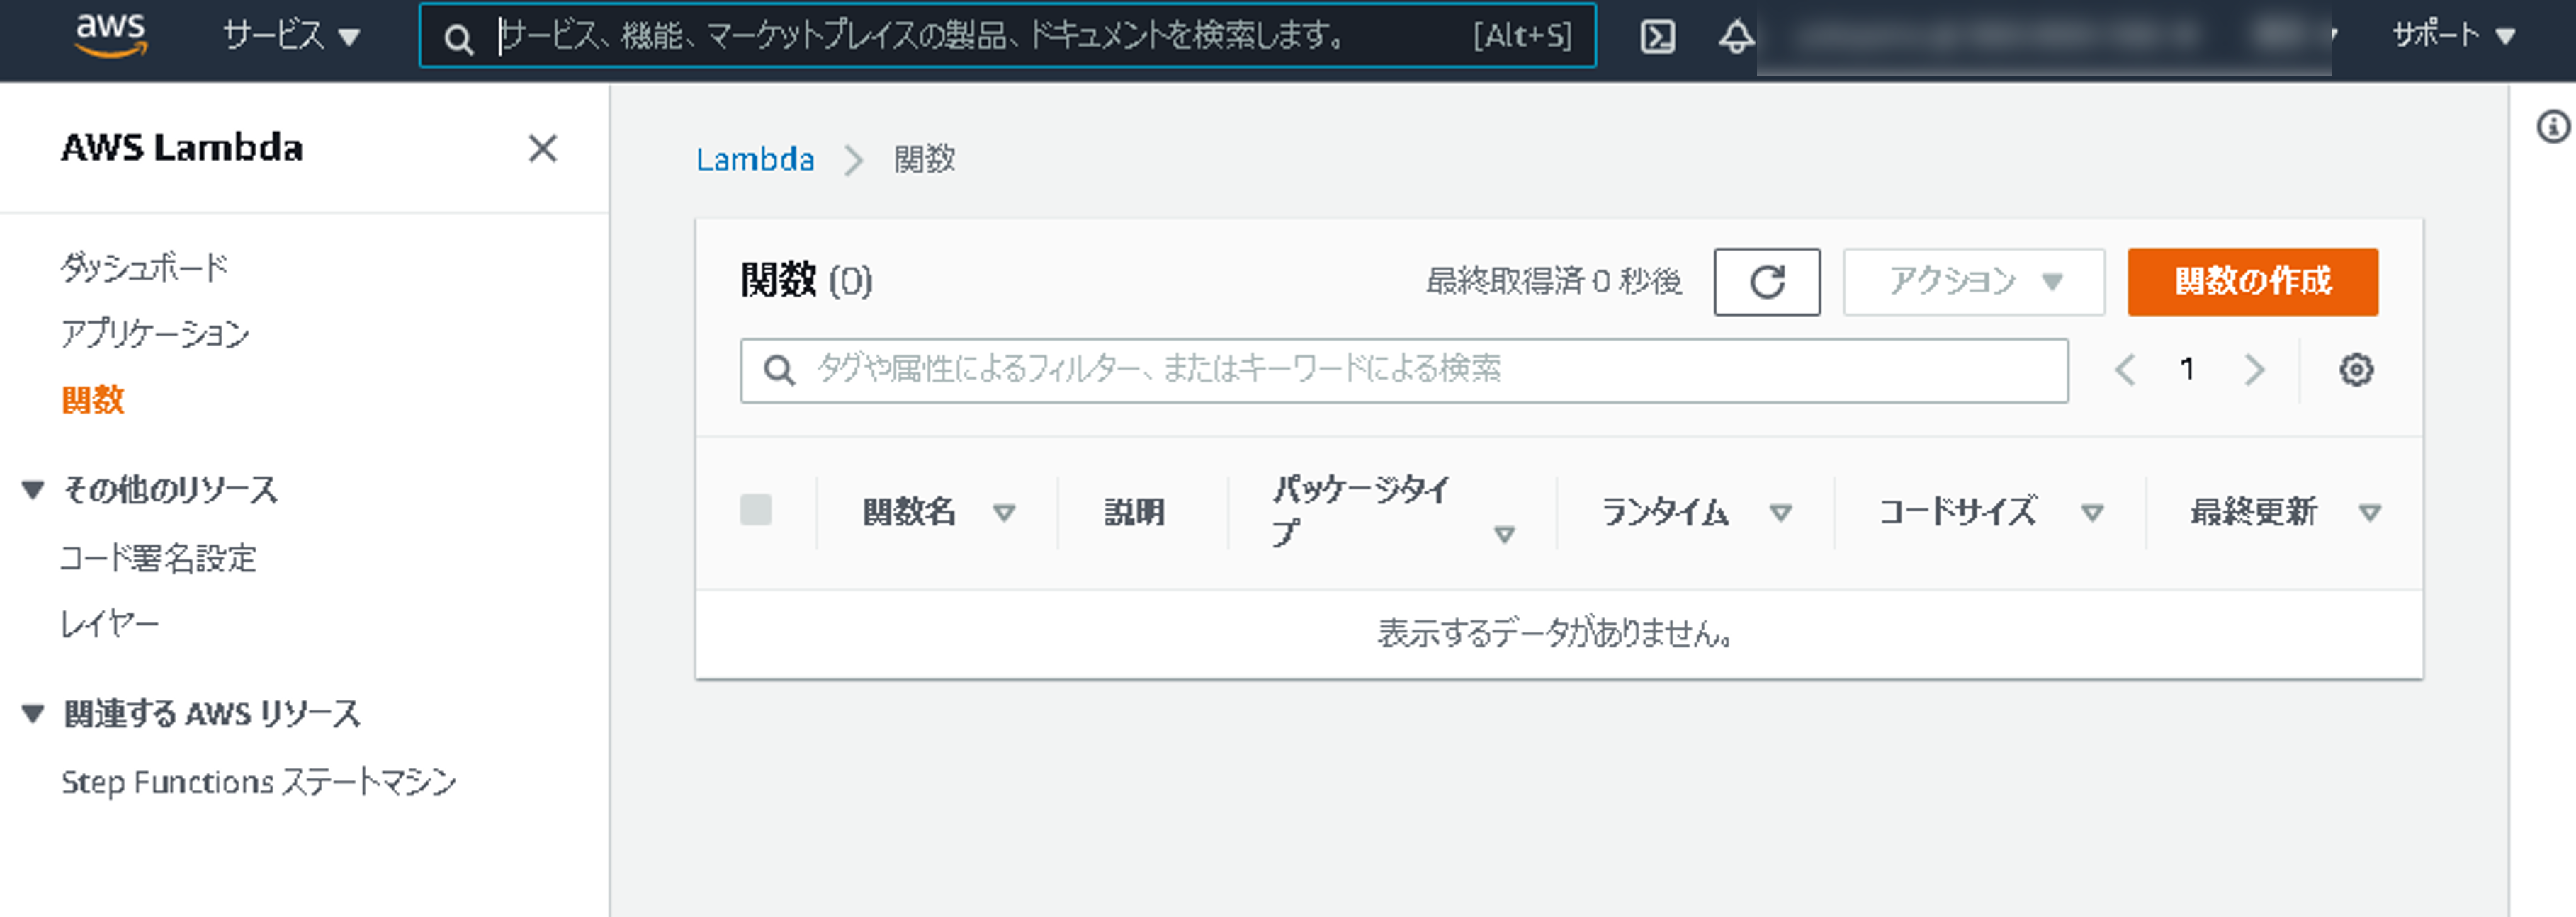 aws サービス サービス、機能、マーケットプレイスの製品、ドキュメントを検索します。 [Alt+S] サポート
AWS Lambda
ダッシュボード
アプリケーション
関数
その他のリソース
コード署名設定
レイヤー
関連する AWS リソース
Step Functions ステートマシン
Lambda 関数
関数 (0) 最終取得済 0 秒後 アクション 関数の作成
タグや属性によるフィルター、またはキーワードによる検索 1
関数名 説明 パッケージタイ
プ ランタイム コードサイズ 最終更新
表示するデータがありません。